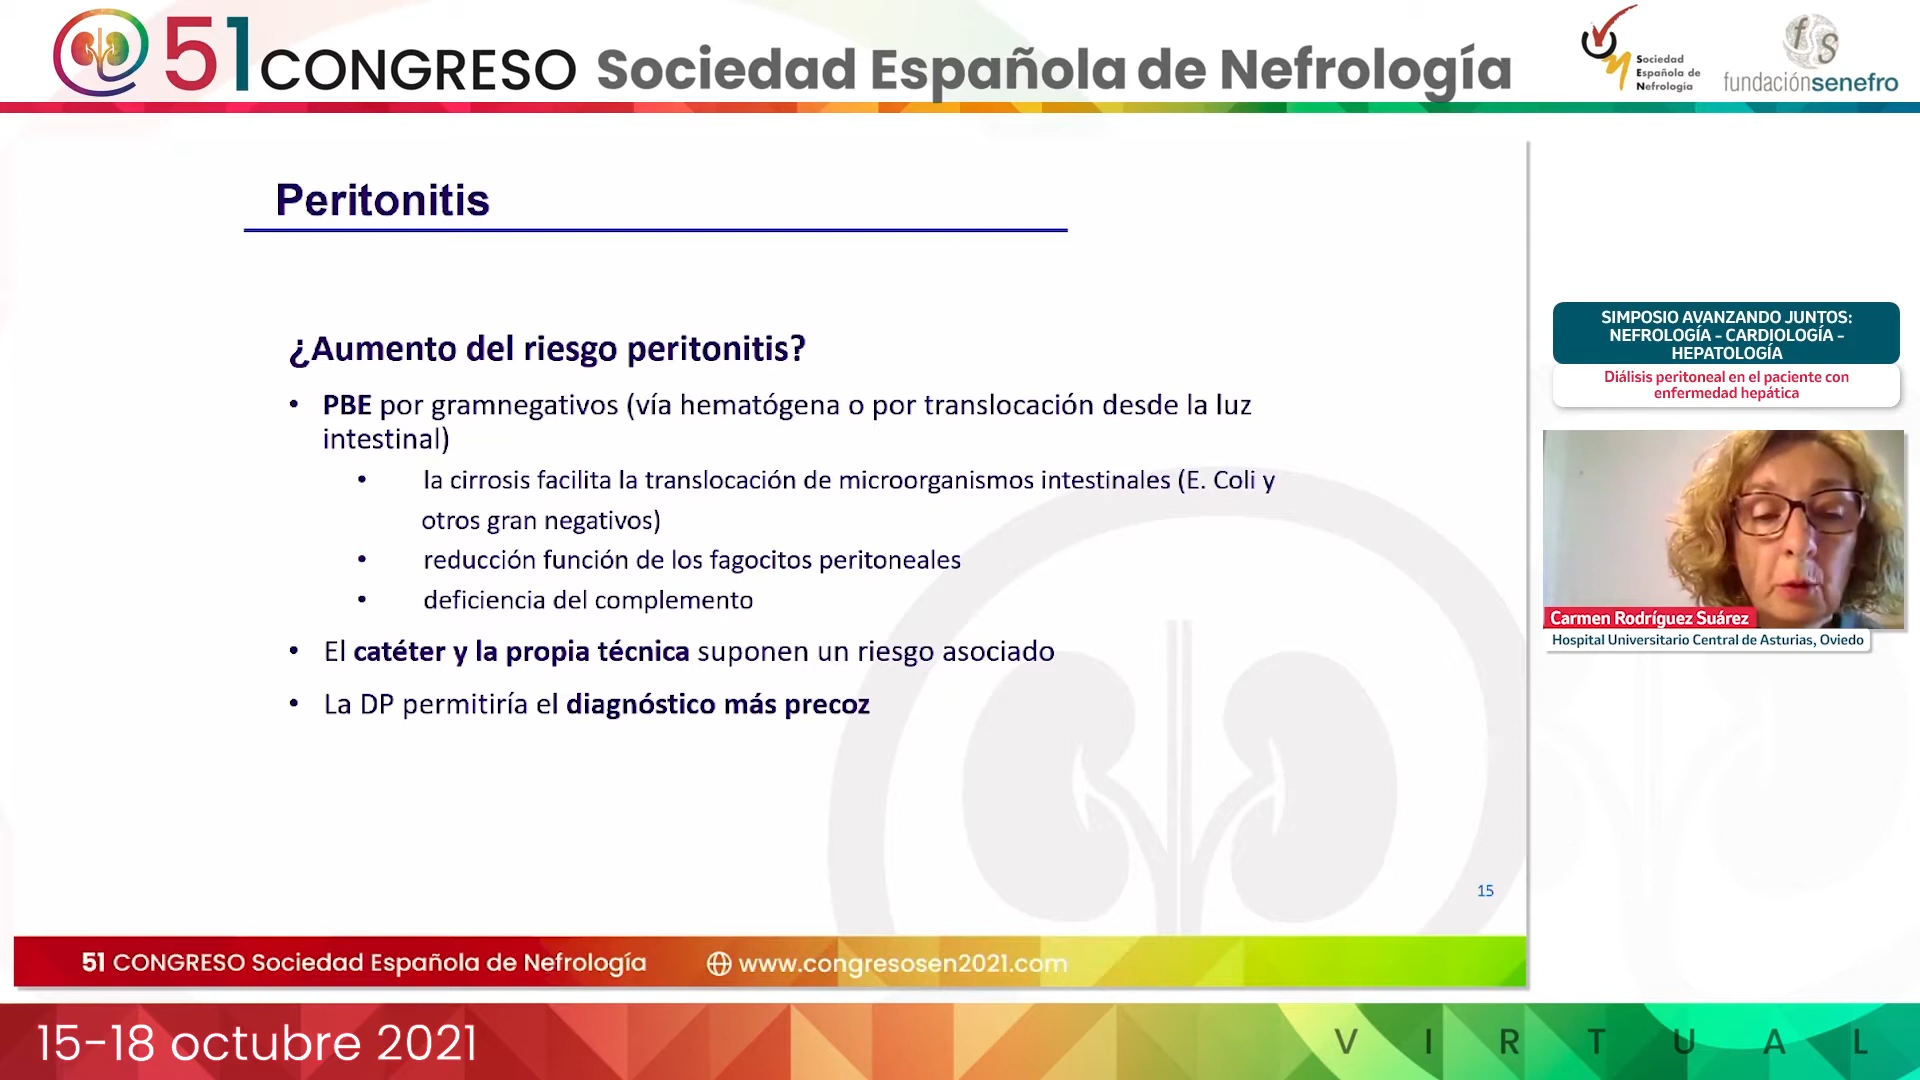 51 CONGRESO Sociedad Española de Nefrología
Sociedad
Española de
Nefrología
fundaciónsenefro
Peritonitis
¿Aumento del riesgo peritonitis?
• PBE por gramnegativos (vía hematógena o por translocación desde la luz
intestinal)
• la cirrosis facilita la translocación de microorganismos intestinales (E. Coli y
otros gran negativos)
• reducción función de los fagocitos peritoneales
• deficiencia del complemento
• El catéter y la propia técnica suponen un riesgo asociado
• La DP permitiría el diagnóstico más precoz
15
51 CONGRESO Sociedad Española de Nefrología
www.congresosen2021.com
SIMPOSIO AVANZANDO JUNTOS:
NEFROLOGÍA - CARDIOLOGÍA -
HEPATOLOGÍA
Diálisis peritoneal en el paciente con
enfermedad hepática
Carmen Rodríguez Suárez
Hospital Universitario Central de Asturias, Oviedo
15-18 octubre 2021
VIRTUAL